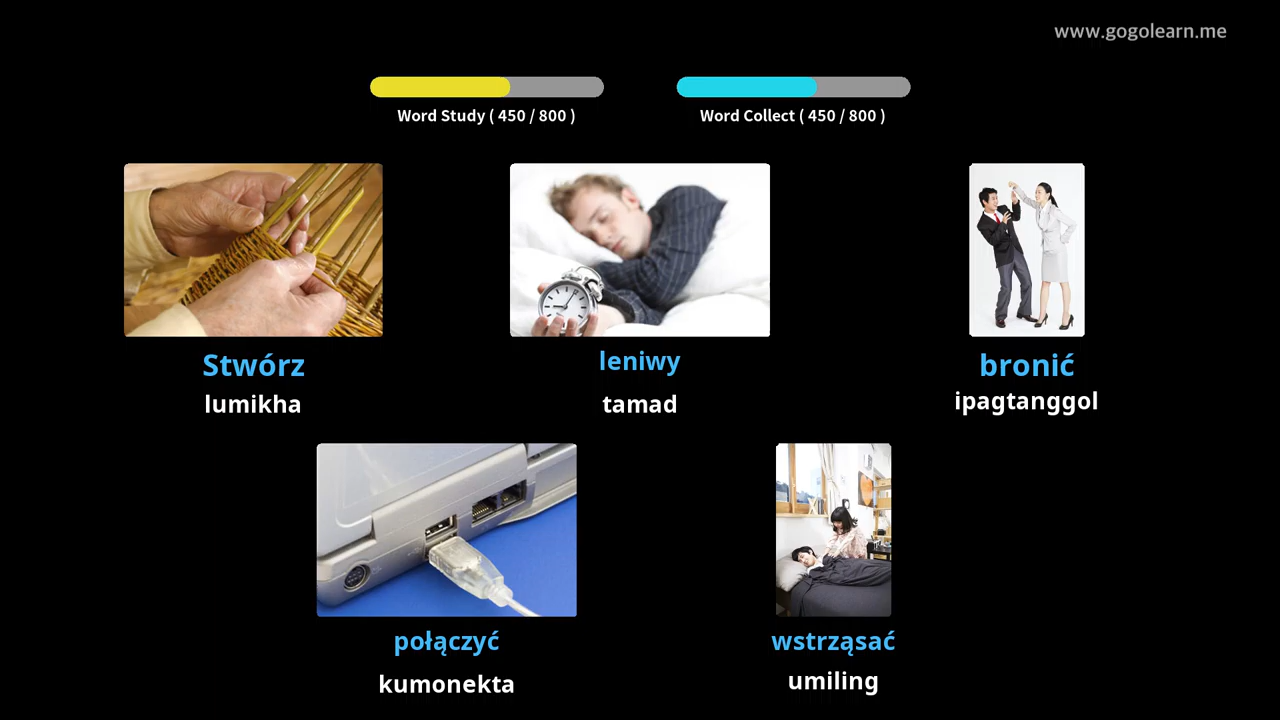 www.gogolearn.me
Word Study ( 450 / 800 )
Word Collect ( 450 / 800 )
Stwórz
lumikha
leniwy
tamad
bronić
ipagtanggol
połączyć
kumonekta
wstrząsać
umiling